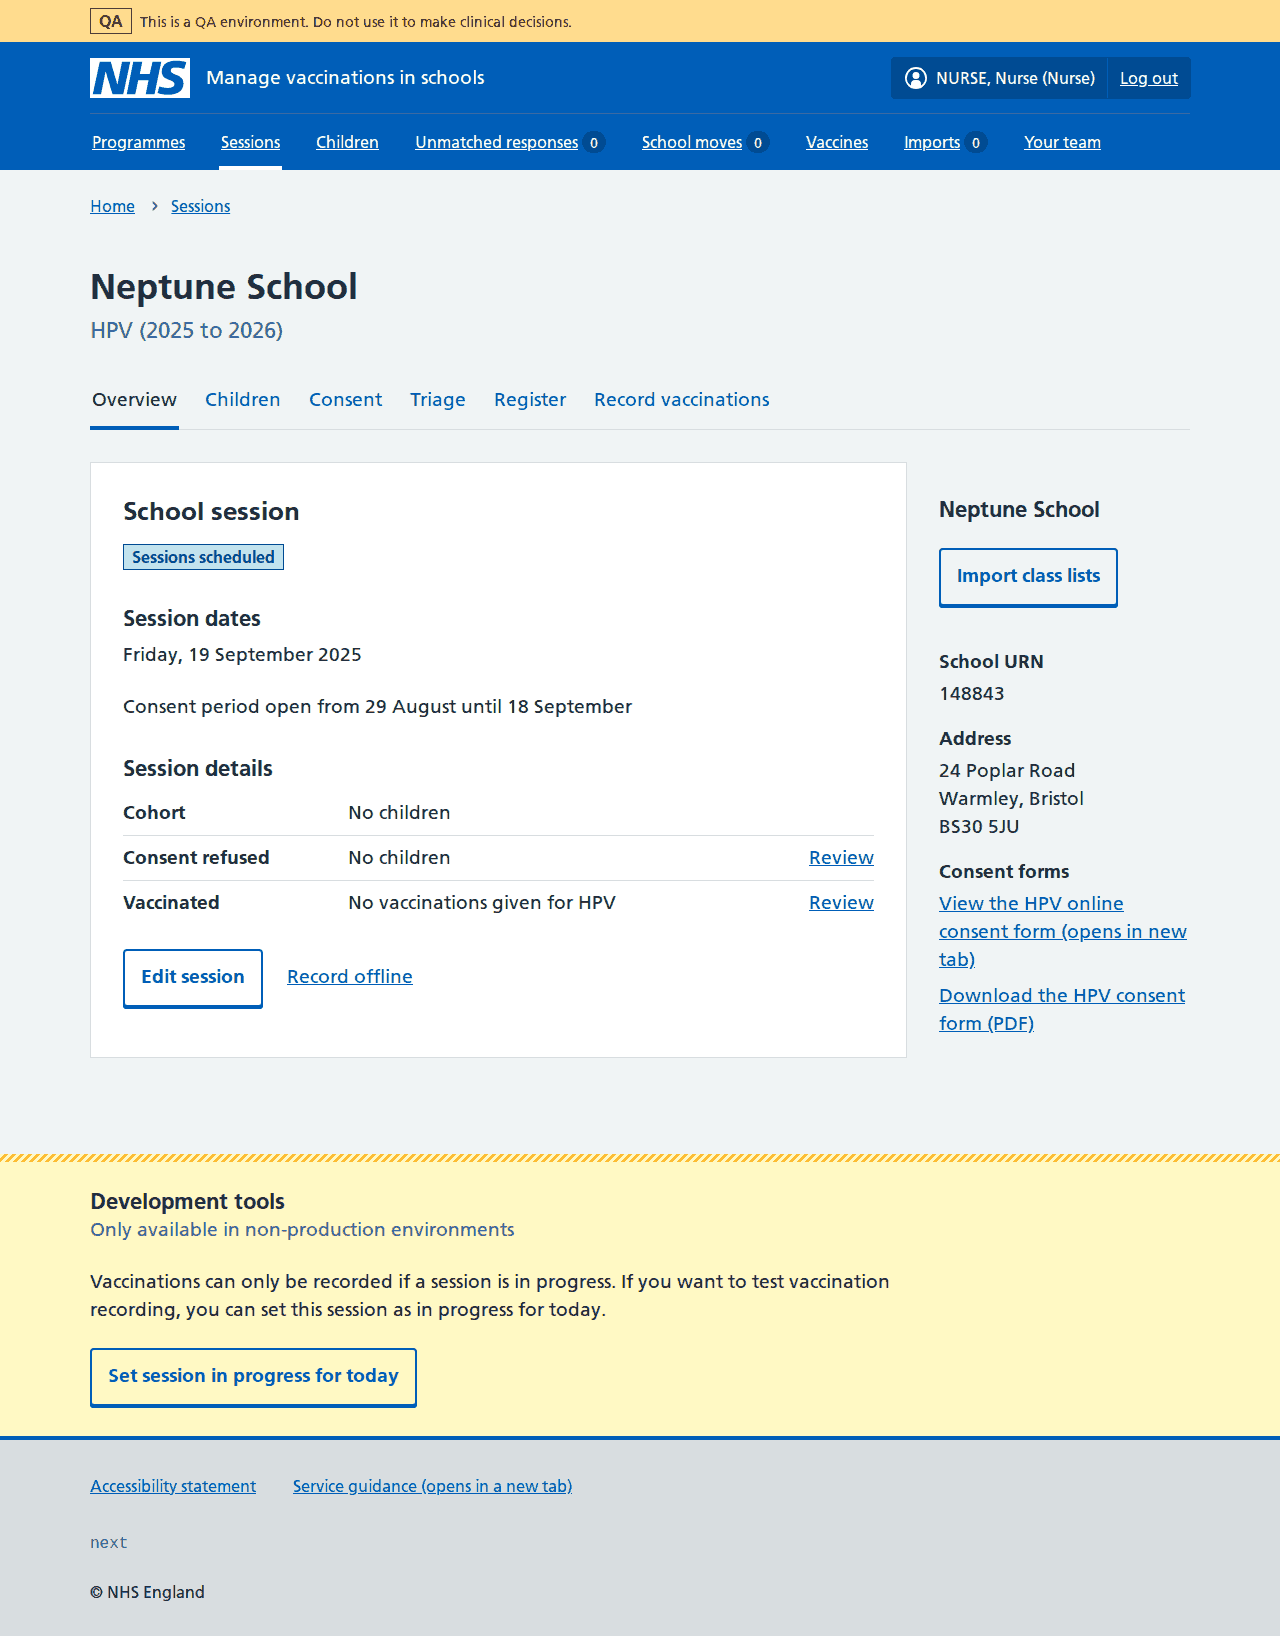 QA This is a QA environment. Do not use it to make clinical decisions.
NHS Manage vaccinations in schools NURSE, Nurse (Nurse) Log out
Programmes Sessions Children Unmatched responses 0 School moves 0 Vaccines Imports 0 Your team
Home Sessions
Neptune School
HPV (2025 to 2026)
Overview Children Consent Triage Register Record vaccinations
School session
Sessions scheduled
Session dates
Friday, 19 September 2025
Consent period open from 29 August until 18 September
Session details
Cohort No children
Consent refused No children Review
Vaccinated No vaccinations given for HPV Review
Edit session Record offline
Neptune School
Import class lists
School URN
148843
Address
24 Poplar Road
Warmley, Bristol
BS30 5JU
Consent forms
View the HPV online
consent form (opens in new
tab)
Download the HPV consent
form (PDF)
Development tools
Only available in non-production environments
Vaccinations can only be recorded if a session is in progress. If you want to test vaccination
recording, you can set this session as in progress for today.
Set session in progress for today
Accessibility statement Service guidance (opens in a new tab)
next
© NHS England